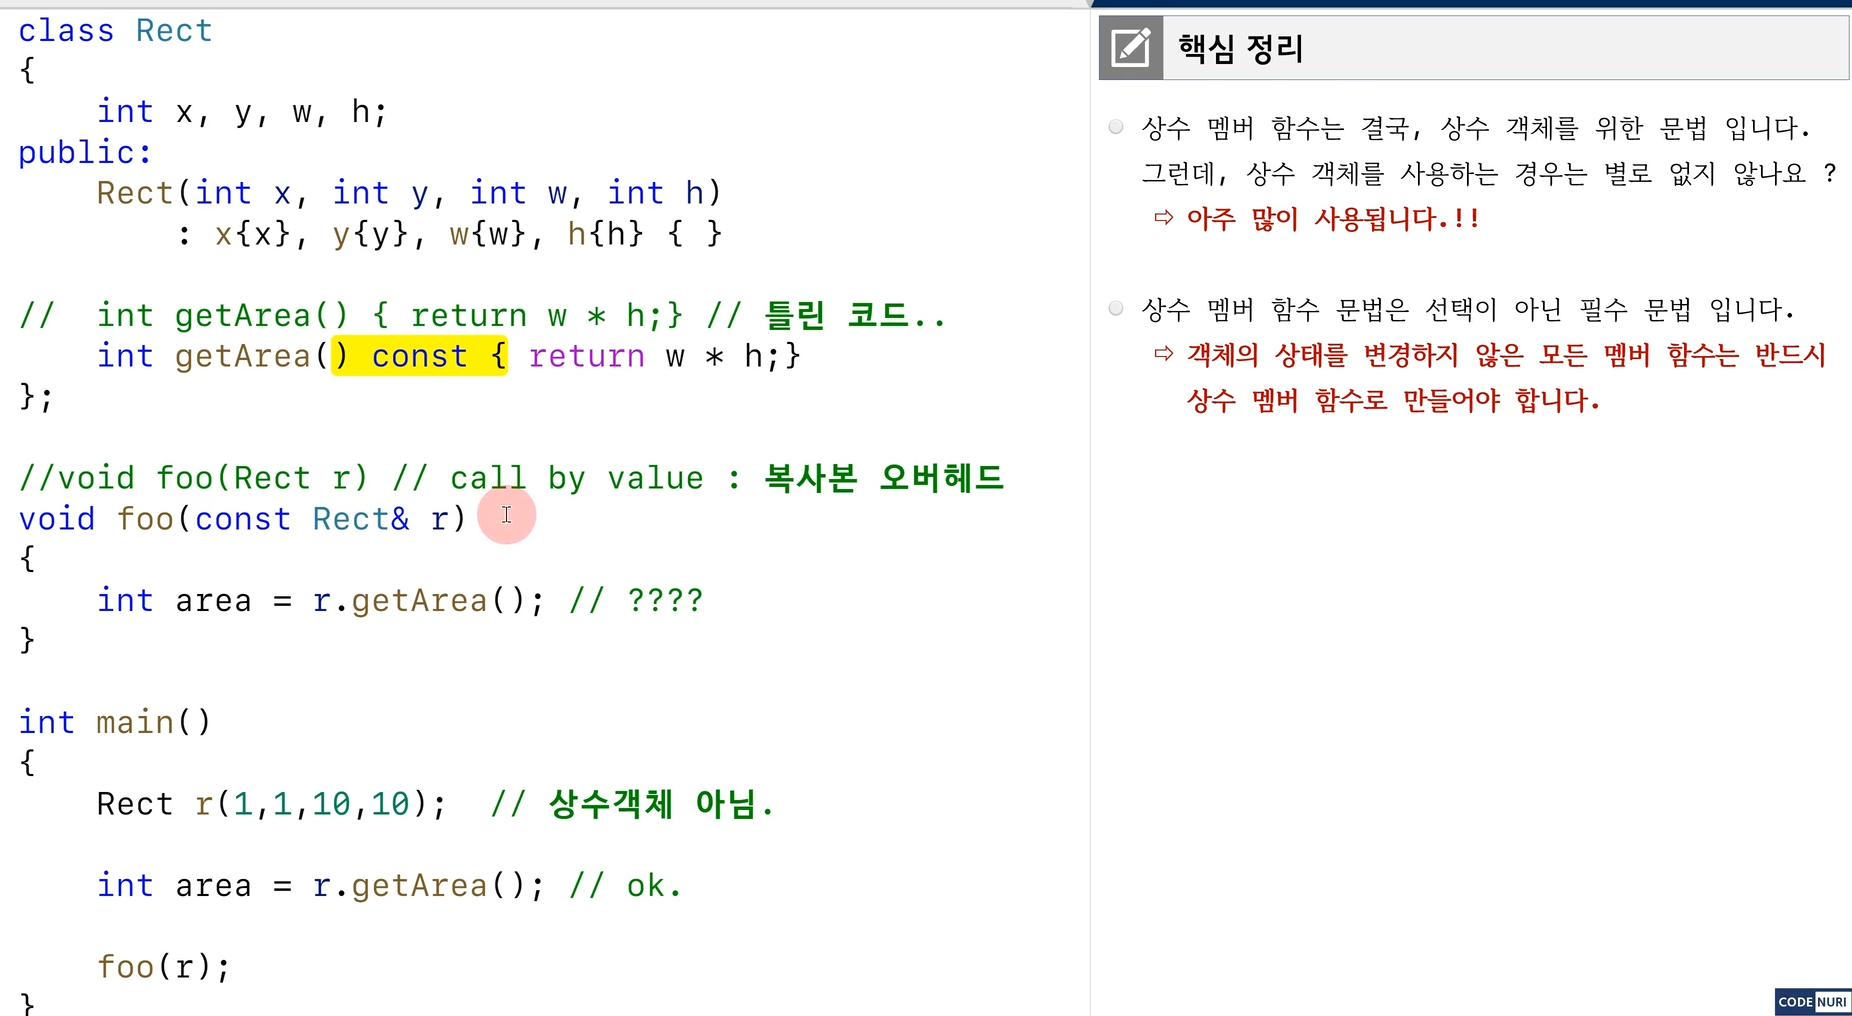 class Rect
{
    int x, y, w, h;
public:
    Rect(int x, int y, int w, int h)
        : x{x}, y{y}, w{w}, h{h} { }

//  int getArea() { return w * h;} // 틀린 코드..
    int getArea() const { return w * h;}
};

//void foo(Rect r) // call by value : 복사본 오버헤드
void foo(const Rect& r)
{
    int area = r.getArea(); // ????
}

int main()
{
    Rect r(1,1,10,10);  // 상수객체 아님.

    int area = r.getArea(); // ok.

    foo(r);
}
핵심 정리
상수 멤버 함수는 결국, 상수 객체를 위한 문법 입니다.
그런데, 상수 객체를 사용하는 경우는 별로 없지 않나요 ?
⇨ 아주 많이 사용됩니다.!!
상수 멤버 함수 문법은 선택이 아닌 필수 문법 입니다.
⇨ 객체의 상태를 변경하지 않은 모든 멤버 함수는 반드시
상수 멤버 함수로 만들어야 합니다.
CODE NURI